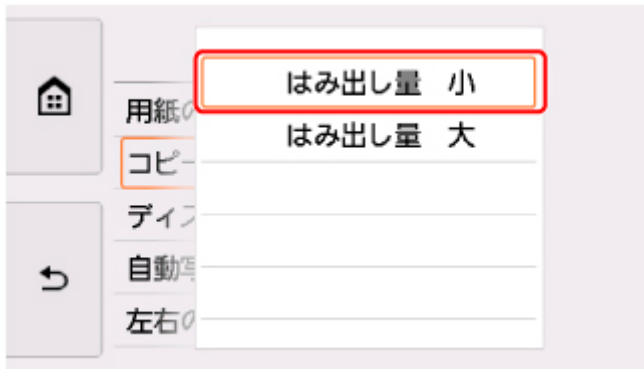 はみ出し量 小
はみ出し量 大
用紙の
コピー
ディス
自動写
左右の